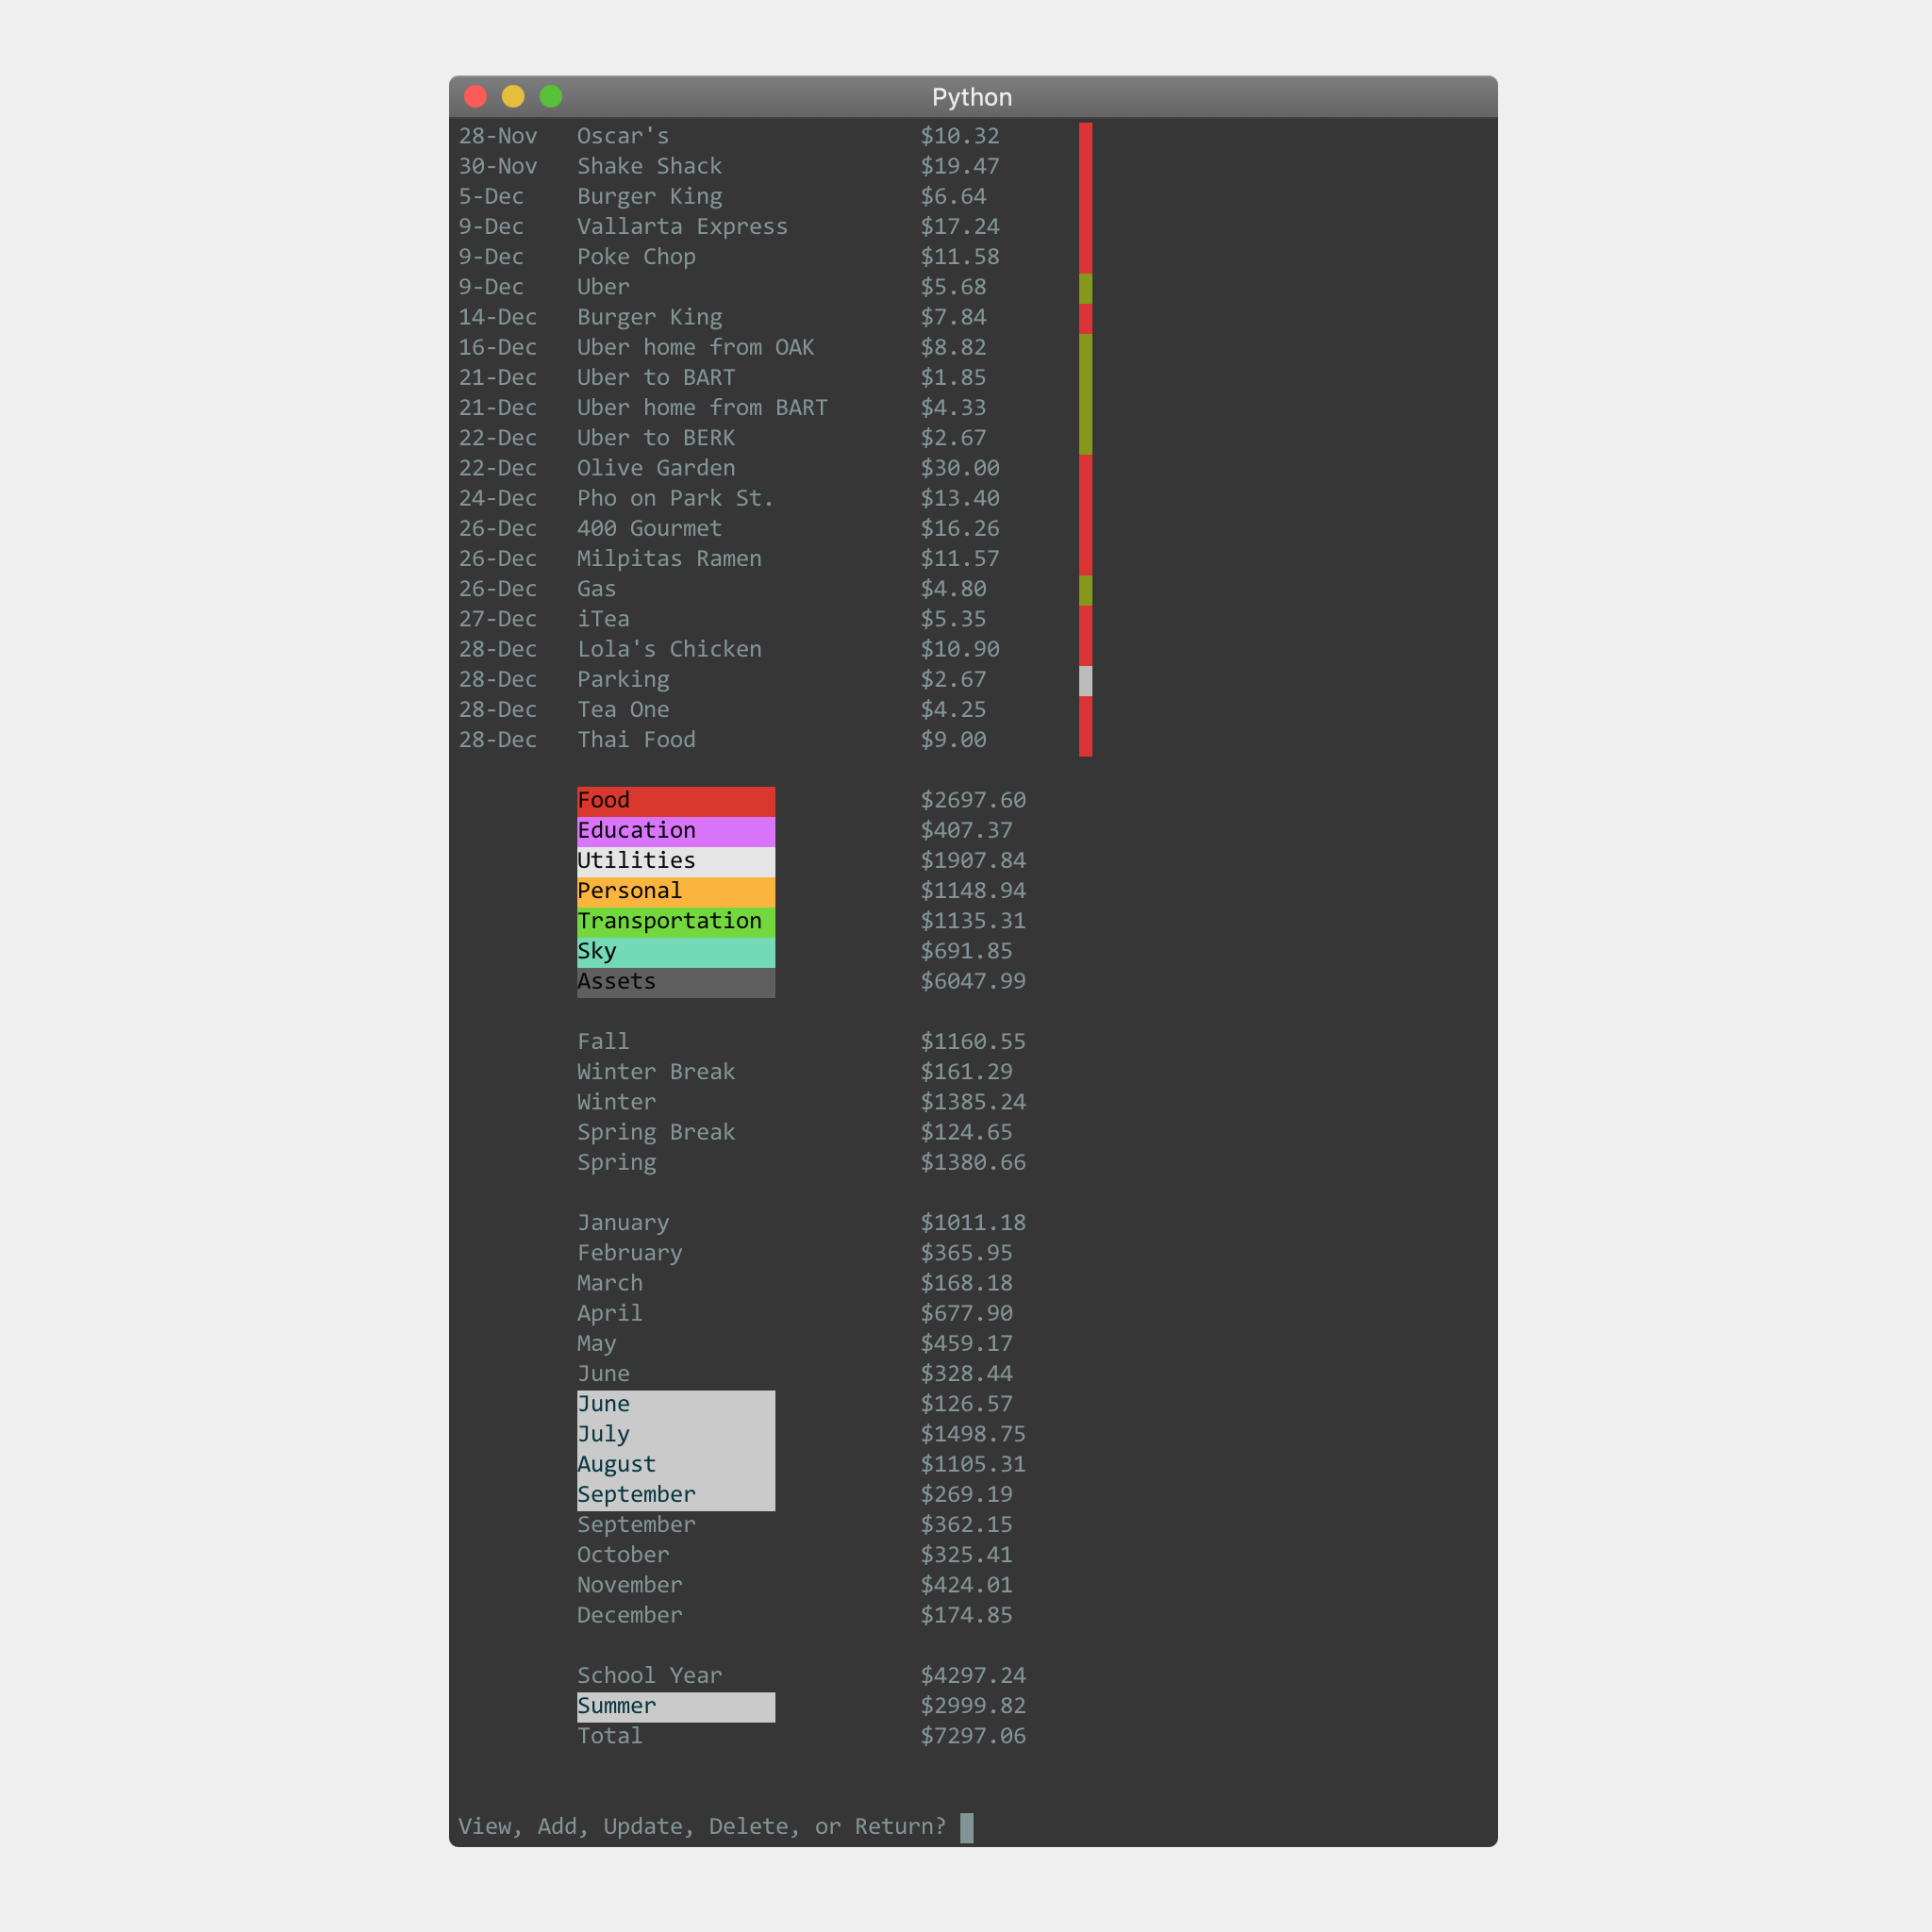 Python
28-Nov Oscar's $10.32
30-Nov Shake Shack $19.47
5-Dec Burger King $6.64
9-Dec Vallarta Express $17.24
9-Dec Poke Chop $11.58
9-Dec Uber $5.68
14-Dec Burger King $7.84
16-Dec Uber home from OAK $8.82
21-Dec Uber to BART $1.85
21-Dec Uber home from BART $4.33
22-Dec Uber to BERK $2.67
22-Dec Olive Garden $30.00
24-Dec Pho on Park St. $13.40
26-Dec 400 Gourmet $16.26
26-Dec Milpitas Ramen $11.57
26-Dec Gas $4.80
27-Dec iTea $5.35
28-Dec Lola's Chicken $10.90
28-Dec Parking $2.67
28-Dec Tea One $4.25
28-Dec Thai Food $9.00
Food $2697.60
Education $407.37
Utilities $1907.84
Personal $1148.94
Transportation $1135.31
Sky $691.85
Assets $6047.99
Fall $1160.55
Winter Break $161.29
Winter $1385.24
Spring Break $124.65
Spring $1380.66
January $1011.18
February $365.95
March $168.18
April $677.90
May $459.17
June $328.44
June $126.57
July $1498.75
August $1105.31
September $269.19
September $362.15
October $325.41
November $424.01
December $174.85
School Year $4297.24
Summer $2999.82
Total $7297.06
View, Add, Update, Delete, or Return?